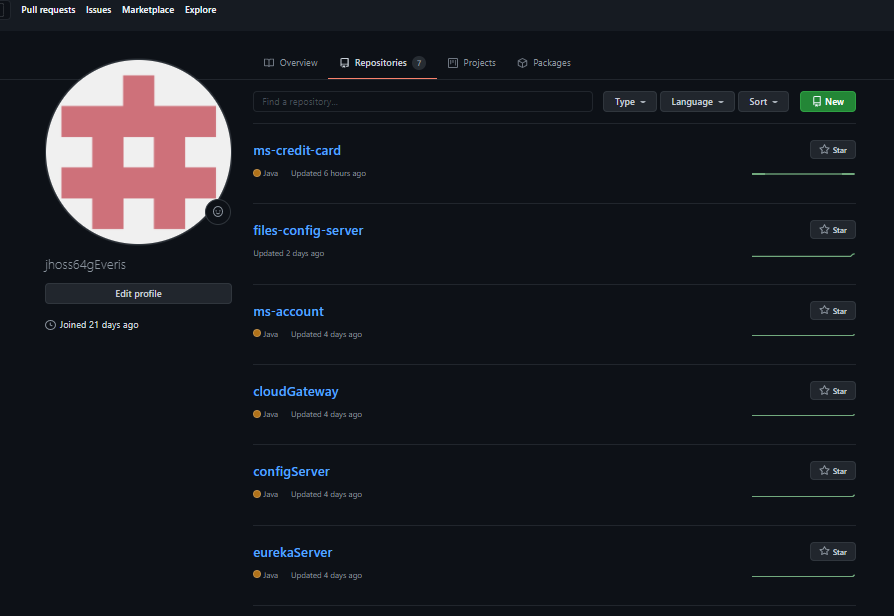 Pull requests Issues Marketplace Explore
Overview Repositories 7 Projects Packages
Find a repository... Type Language Sort New
ms-credit-card Star
Java Updated 6 hours ago
files-config-server Star
Updated 2 days ago
jhoss64gEveris
Edit profile
Joined 21 days ago
ms-account Star
Java Updated 4 days ago
cloudGateway Star
Java Updated 4 days ago
configServer Star
Java Updated 4 days ago
eurekaServer Star
Java Updated 4 days ago